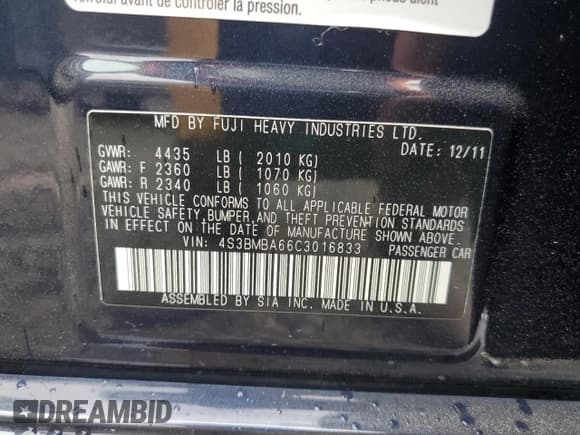 de contrôler la pression.
MFD BY FUJI HEAVY INDUSTRIES LTD.
DATE: 12/11
GVWR: 4435 LB ( 2010 KG)
GAWR: F 2360 LB ( 1070 KG)
GAWR: R 2340 LB ( 1060 KG)
THIS VEHICLE CONFORMS TO ALL APPLICABLE FEDERAL MOTOR
VEHICLE SAFETY,BUMPER,AND THEFT PREVENTION STANDARDS
IN EFFECT ON THE DATE OF MANUFACTURE SHOWN ABOVE.
VIN: 4S3BMBA66C3016833 PASSENGER CAR
ASSEMBLED BY SIA INC. MADE IN U.S.A.
DREAMBID